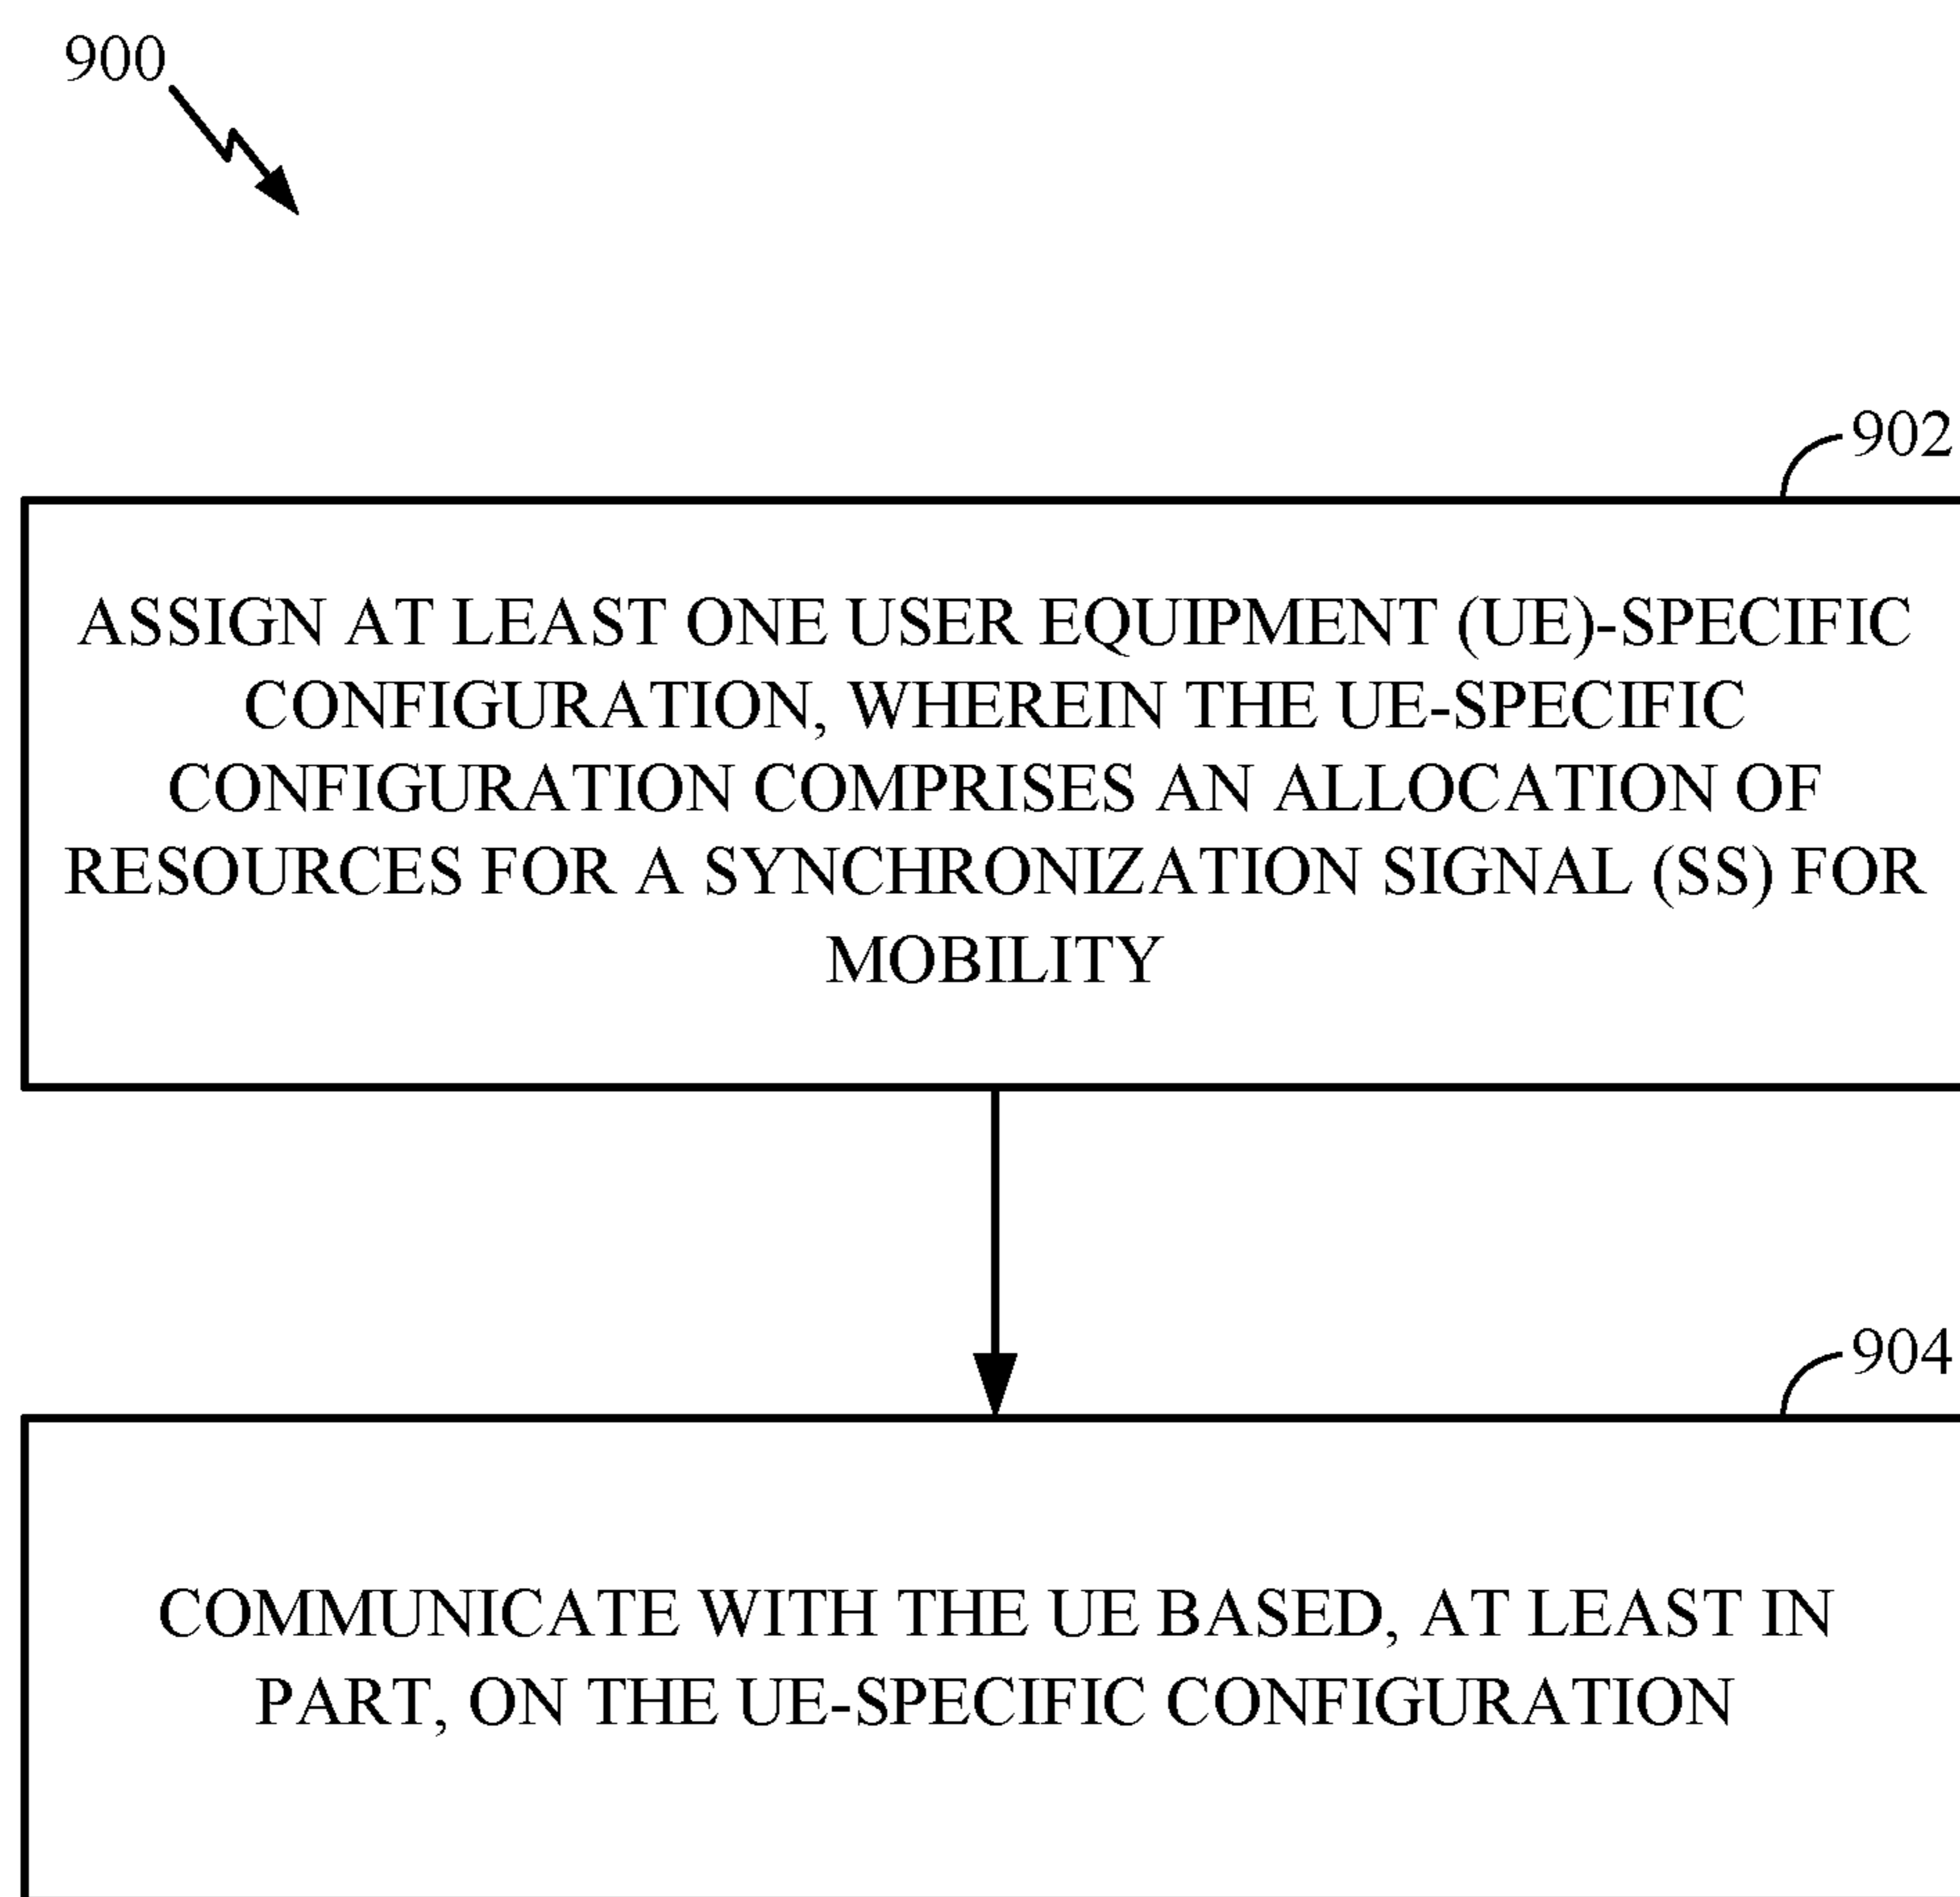 900
902
ASSIGN AT LEAST ONE USER EQUIPMENT (UE)-SPECIFIC
CONFIGURATION, WHEREIN THE UE-SPECIFIC
CONFIGURATION COMPRISES AN ALLOCATION OF
RESOURCES FOR A SYNCHRONIZATION SIGNAL (SS) FOR
MOBILITY
904
COMMUNICATE WITH THE UE BASED, AT LEAST IN
PART, ON THE UE-SPECIFIC CONFIGURATION